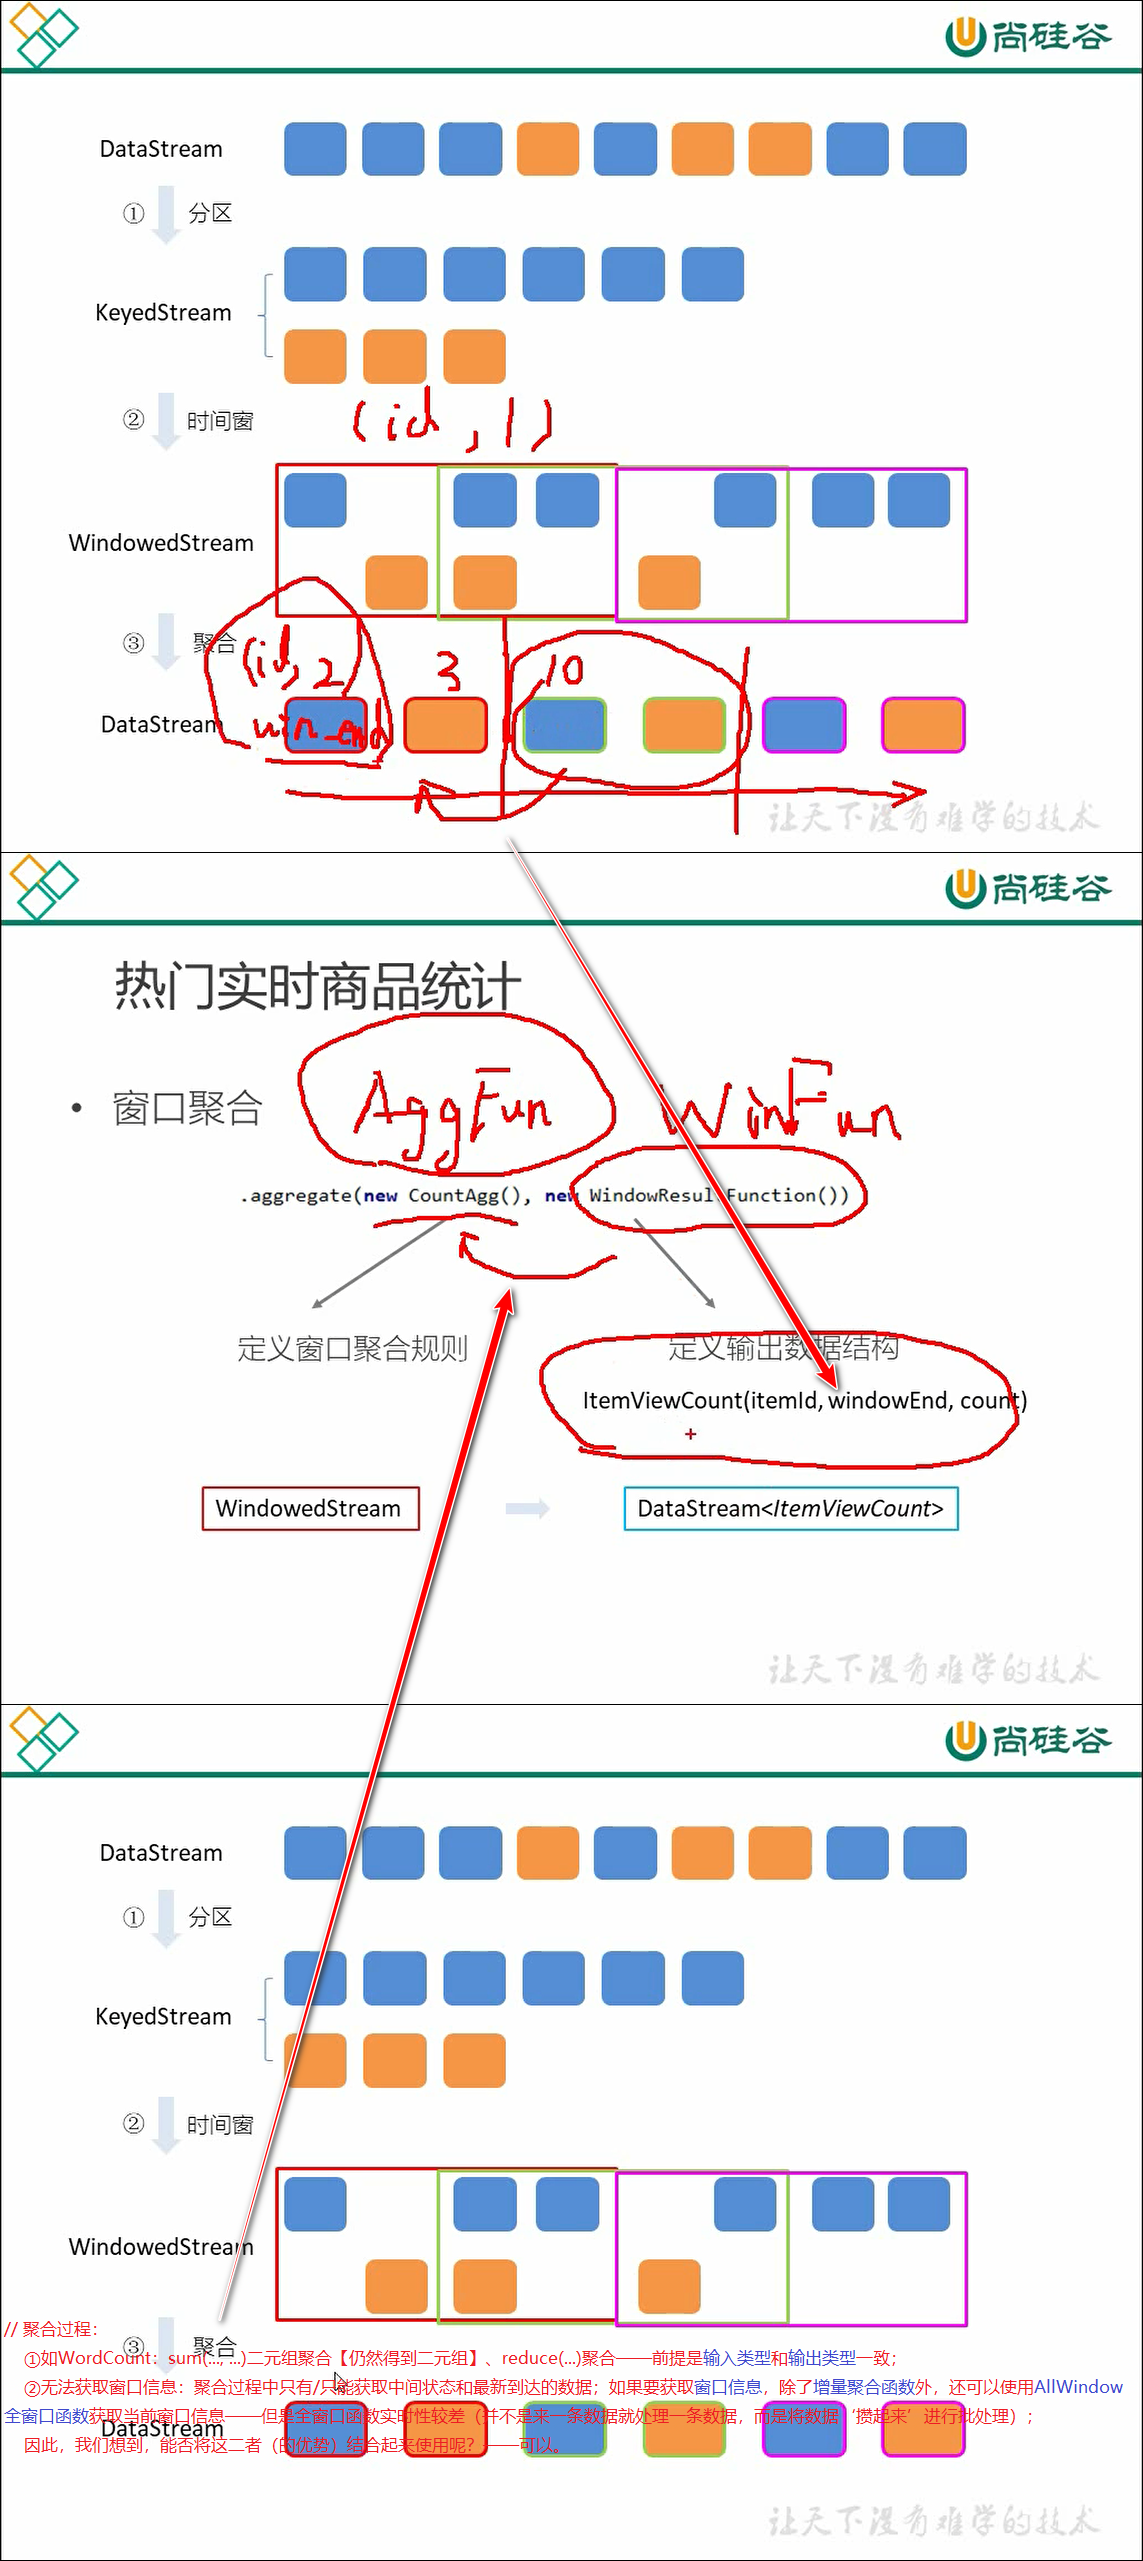 尚硅谷
DataStream
① 分区
KeyedStream
② 时间窗
(id, 1)
WindowedStream
③ 聚合
(id, 2
3
10
DataStream
win_end
让天下没有难学的技术
尚硅谷
热门实时商品统计
• 窗口聚合
AggFun
WinFun
.aggregate(new CountAgg(), new WindowResultFunction())
定义窗口聚合规则
定义输出数据结构
ItemViewCount(itemId, windowEnd, count)
WindowedStream
DataStream<ItemViewCount>
让天下没有难学的技术
尚硅谷
DataStream
① 分区
KeyedStream
② 时间窗
WindowedStream
// 聚合过程：
③ 聚合
①如WordCount：sum(..., ...)二元组聚合【仍然得到二元组】、reduce(...)聚合——前提是输入类型和输出类型一致；
②无法获取窗口信息：聚合过程中只有/只能获取中间状态和最新到达的数据；如果要获取窗口信息，除了增量聚合函数外，还可以使用AllWindow
全窗口函数获取当前窗口信息——但是全窗口函数实时性较差（并不是来一条数据就处理一条数据，而是将数据‘攒起来’进行批处理）；
DataStream
因此，我们想到，能否将这二者（的优势）结合起来使用呢？——可以。
让天下没有难学的技术